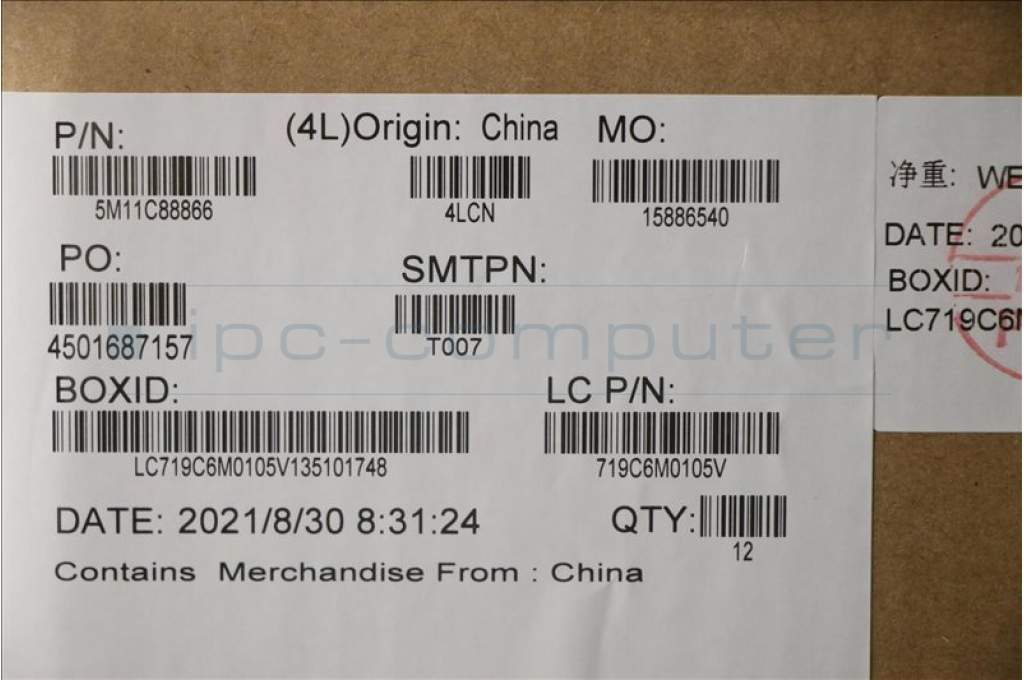 P/N: (4L)Origin: China MO:
5M11C88866 4LCN 15886540
PO: SMTPN:
4501687157 T007
ipc-computer
BOXID: LC P/N:
LC719C6M0105V135101748 719C6M0105V
DATE: 2021/8/30 8:31:24 QTY:
12
Contains Merchandise From : China
净重: WE
DATE: 20
BOXID:
LC719C6M